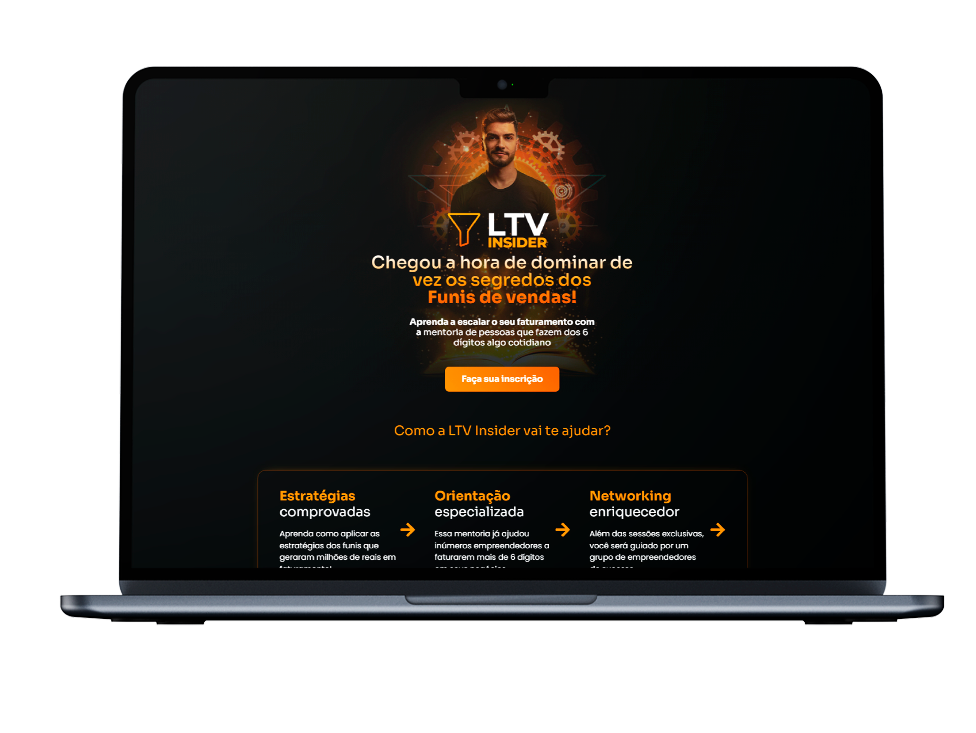 LTV
INSIDER
Chegou a hora de dominar de
vez os segredos dos
Funis de vendas!
Aprenda a escalar o seu faturamento com
a mentoria de pessoas que fazem dos 6
dígitos algo cotidiano
Faça sua inscrição
Como a LTV Insider vai te ajudar?
Estratégias
comprovadas
Aprenda como aplicar as
estratégias dos funis que
geraram milhões de reais em
Orientação
especializada
Essa mentoria já ajudou
inúmeros empreendedores a
faturarem mais de 6 dígitos
Networking
enriquecedor
Além das sessões exclusivas,
você será guiado por um
grupo de empreendedores